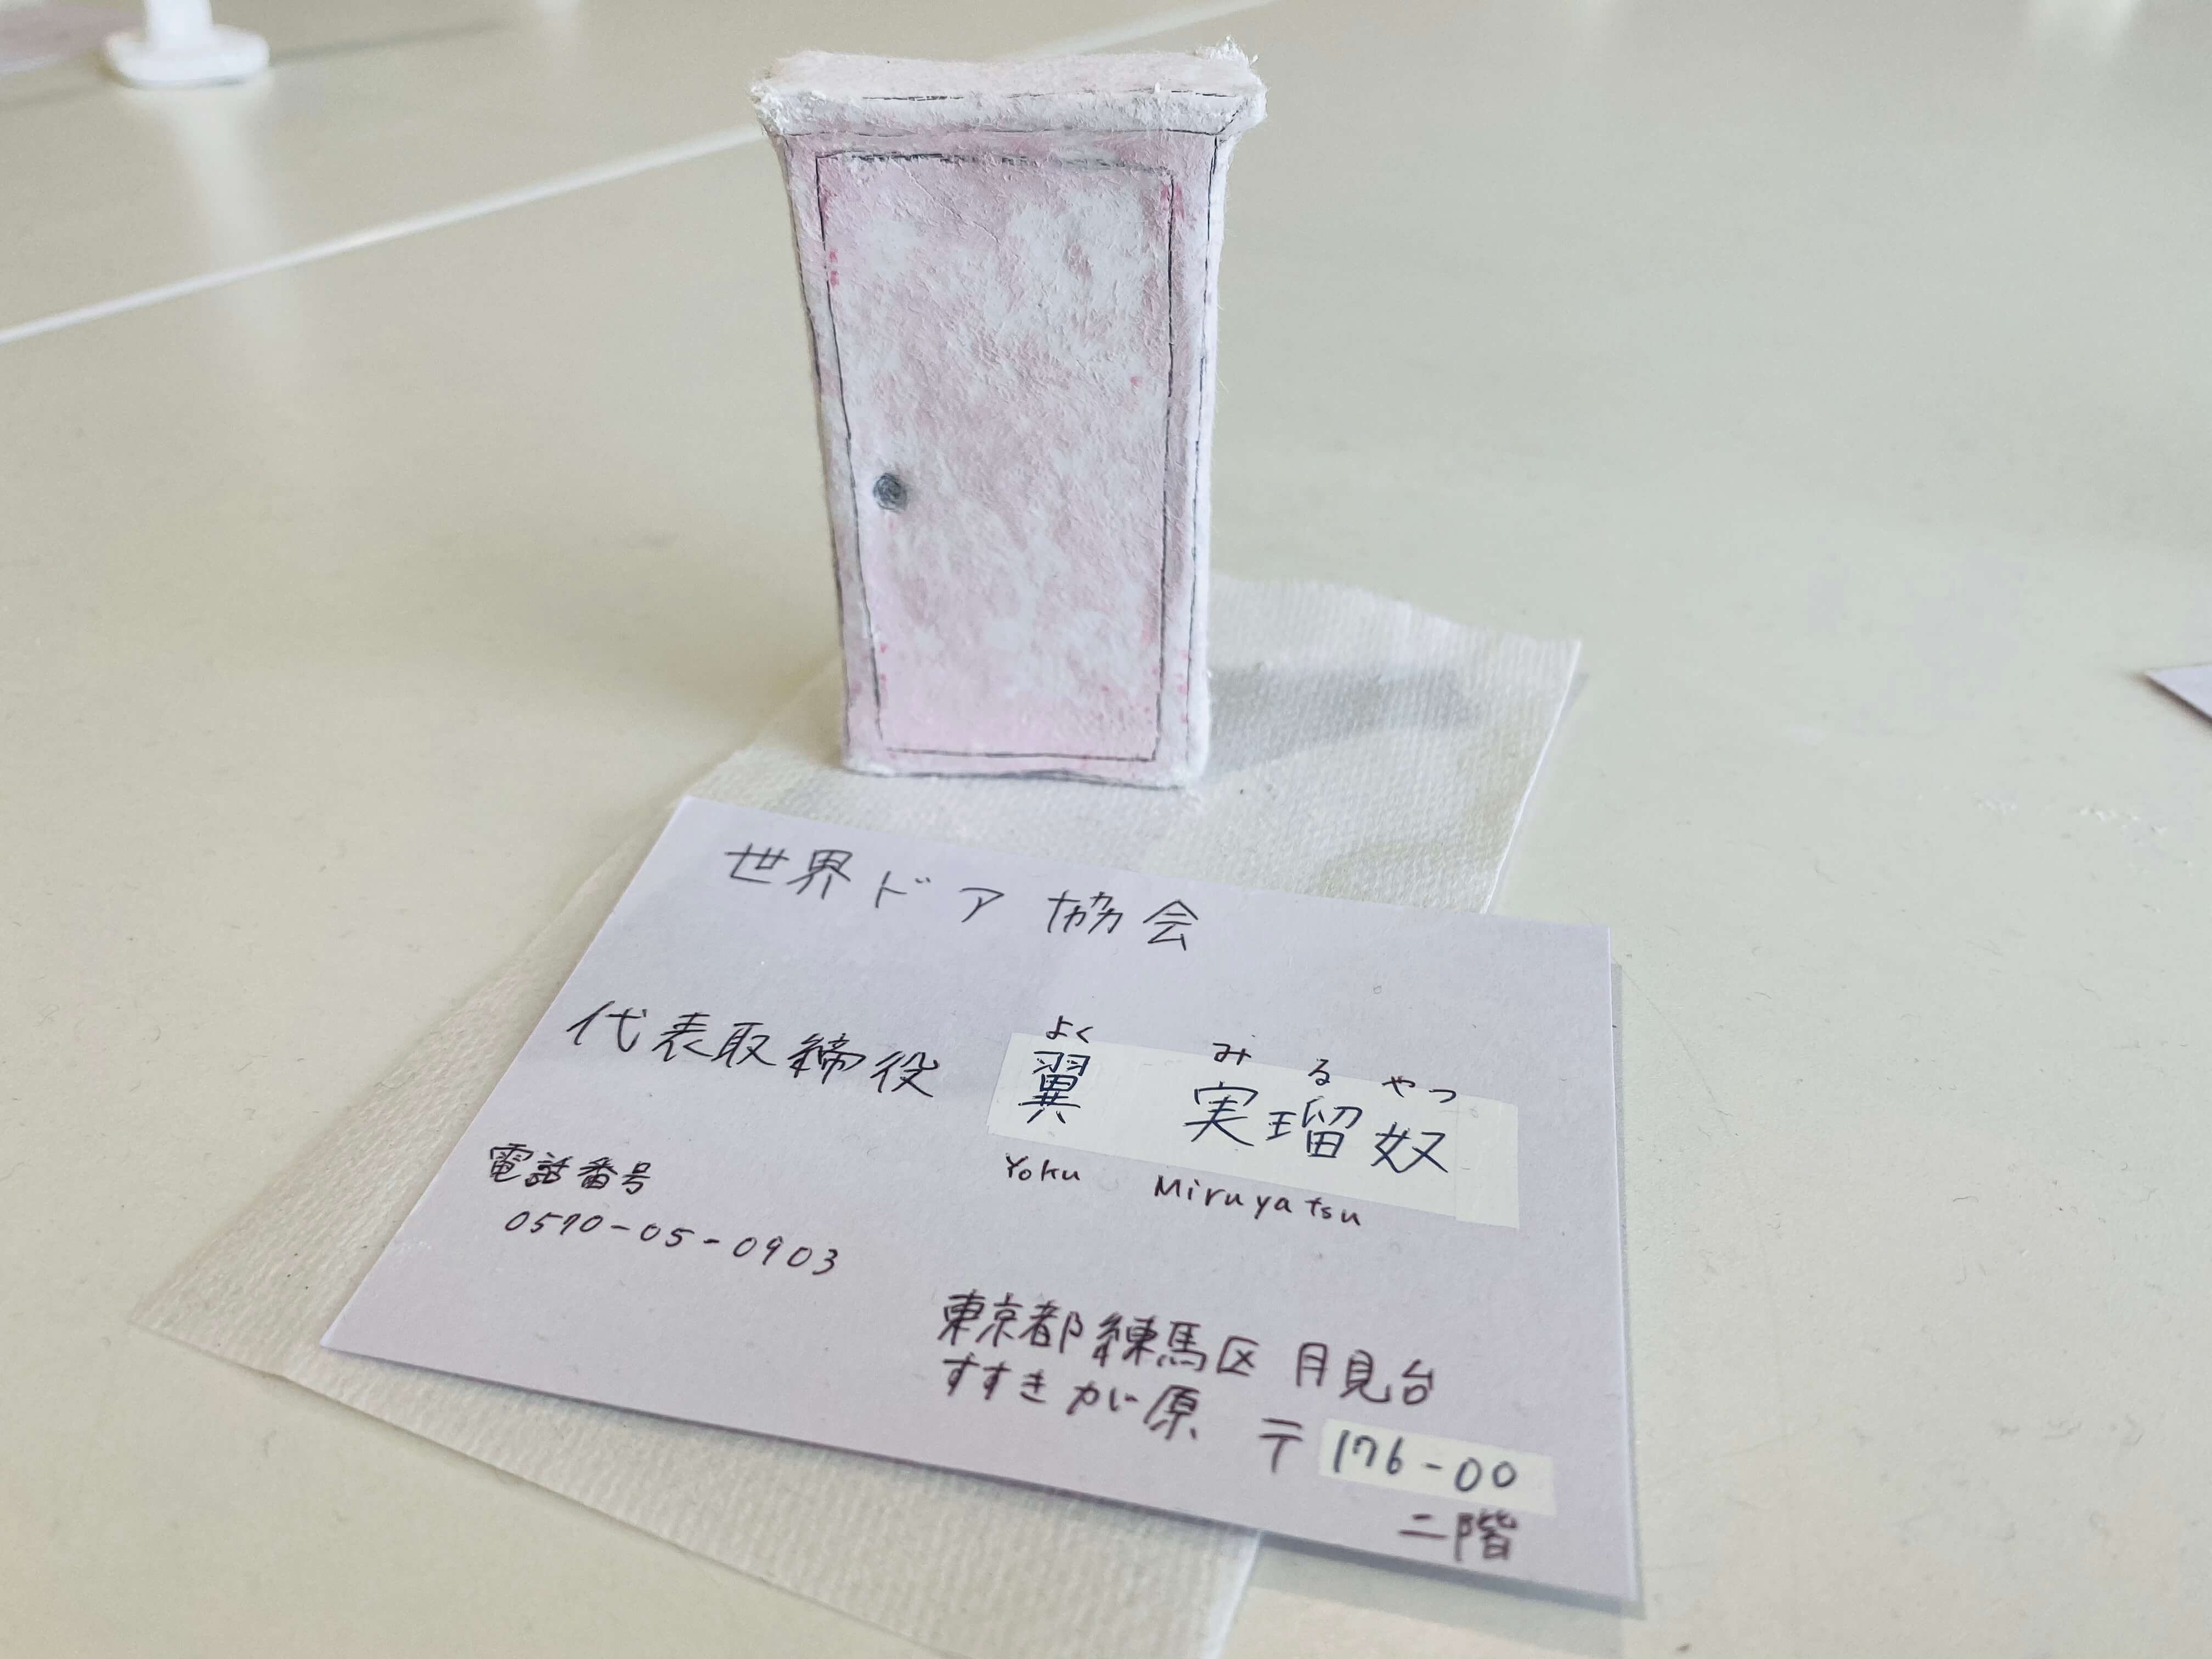 世界ドア協会
よく みるやつ
代表取締役 翼 実瑠奴
Yoku Miruyatsu
電話番号
0570-05-0903
東京都練馬区月見台
すすきが原 〒176-00
二階